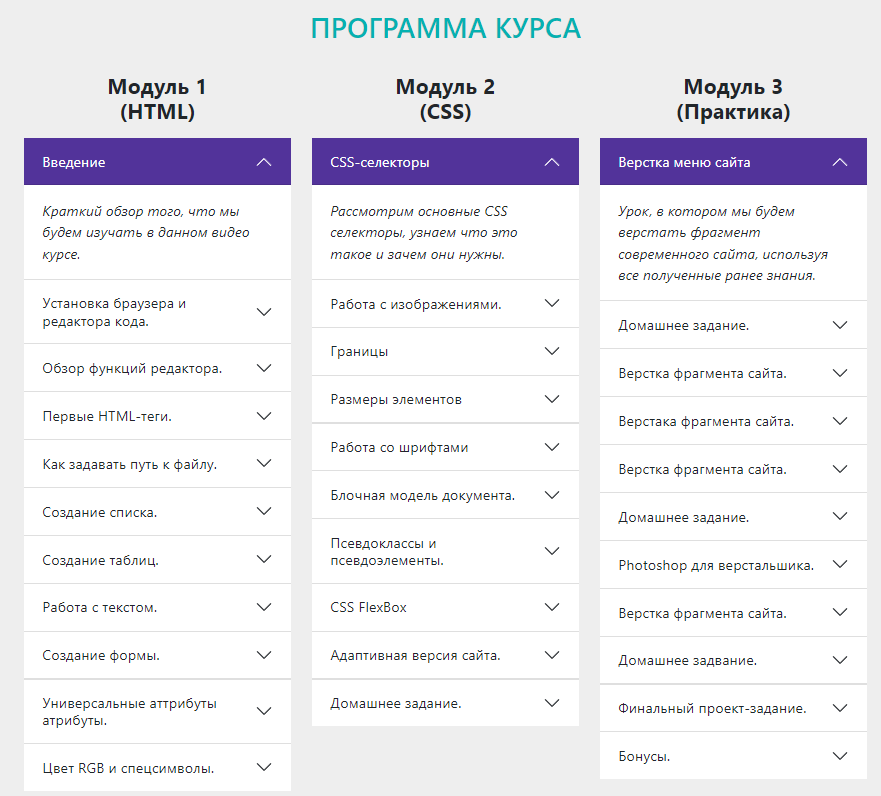 ПРОГРАММА КУРСА
Модуль 1
(HTML)
Введение
Краткий обзор того, что мы
будем изучать в данном видео
курсе.
Установка браузера и
редактора кода.
Обзор функций редактора.
Первые HTML-теги.
Как задавать путь к файлу.
Создание списка.
Создание таблиц.
Работа с текстом.
Создание формы.
Универсальные аттрибуты
атрибуты.
Цвет RGB и спецсимволы.
Модуль 2
(CSS)
CSS-селекторы
Рассмотрим основные CSS
селекторы, узнаем что это
такое и зачем они нужны.
Работа с изображениями.
Границы
Размеры элементов
Работа со шрифтами
Блочная модель документа.
Псевдоклассы и
псевдоэлементы.
CSS FlexBox
Адаптивная версия сайта.
Домашнее задание.
Модуль 3
(Практика)
Верстка меню сайта
Урок, в котором мы будем
верстать фрагмент
современного сайта, используя
все полученные ранее знания.
Домашнее задание.
Верстка фрагмента сайта.
Верстака фрагмента сайта.
Верстка фрагмента сайта.
Домашнее задание.
Photoshop для верстальшика.
Верстка фрагмента сайта.
Домашнее задвание.
Финальный проект-задание.
Бонусы.